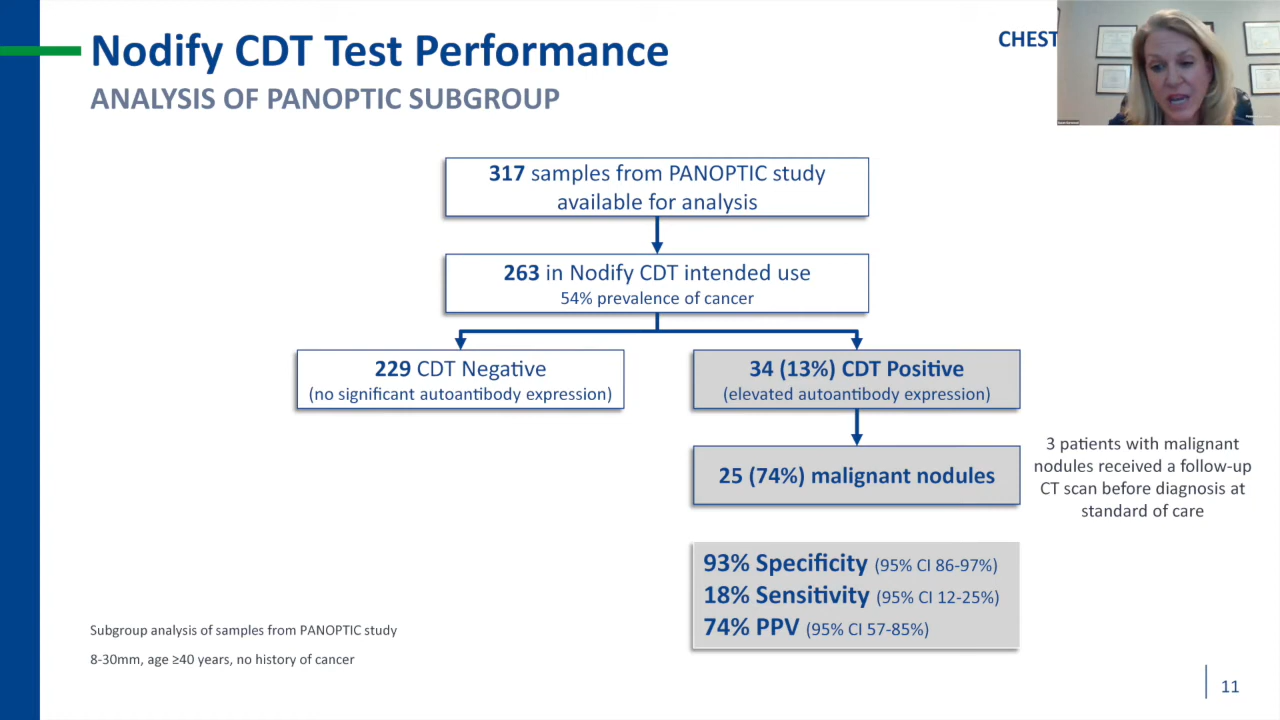 Nodify CDT Test Performance
CHEST
ANALYSIS OF PANOPTIC SUBGROUP
317 samples from PANOPTIC study
available for analysis
263 in Nodify CDT intended use
54% prevalence of cancer
229 CDT Negative
(no significant autoantibody expression)
34 (13%) CDT Positive
(elevated autoantibody expression)
25 (74%) malignant nodules
3 patients with malignant
nodules received a follow-up
CT scan before diagnosis at
standard of care
93% Specificity (95% CI 86-97%)
18% Sensitivity (95% CI 12-25%)
74% PPV (95% CI 57-85%)
Subgroup analysis of samples from PANOPTIC study
8-30mm, age ≥40 years, no history of cancer
11